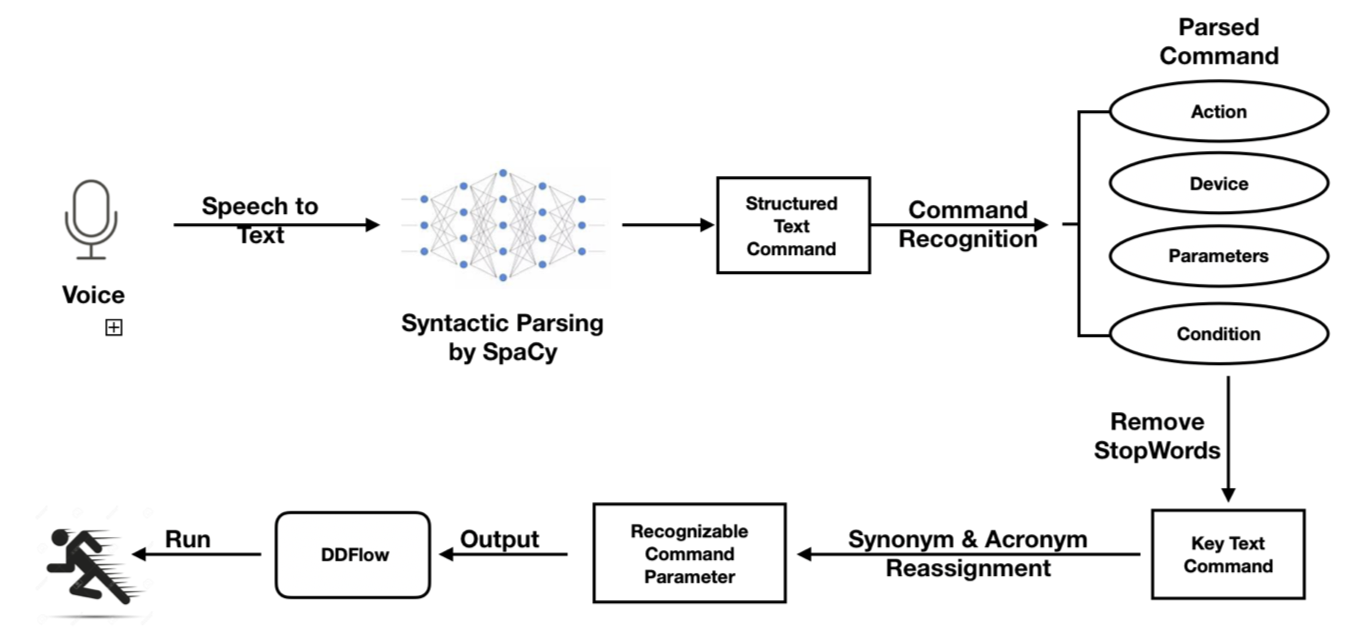 Parsed
Command
Action
Device
Parameters
Condition
Speech to
Text
Voice
Syntactic Parsing
by SpaCy
Structured
Text
Command
Command
Recognition
Remove
StopWords
Key Text
Command
Synonym & Acronym
Reassignment
Recognizable
Command
Parameter
Output
DDFlow
Run